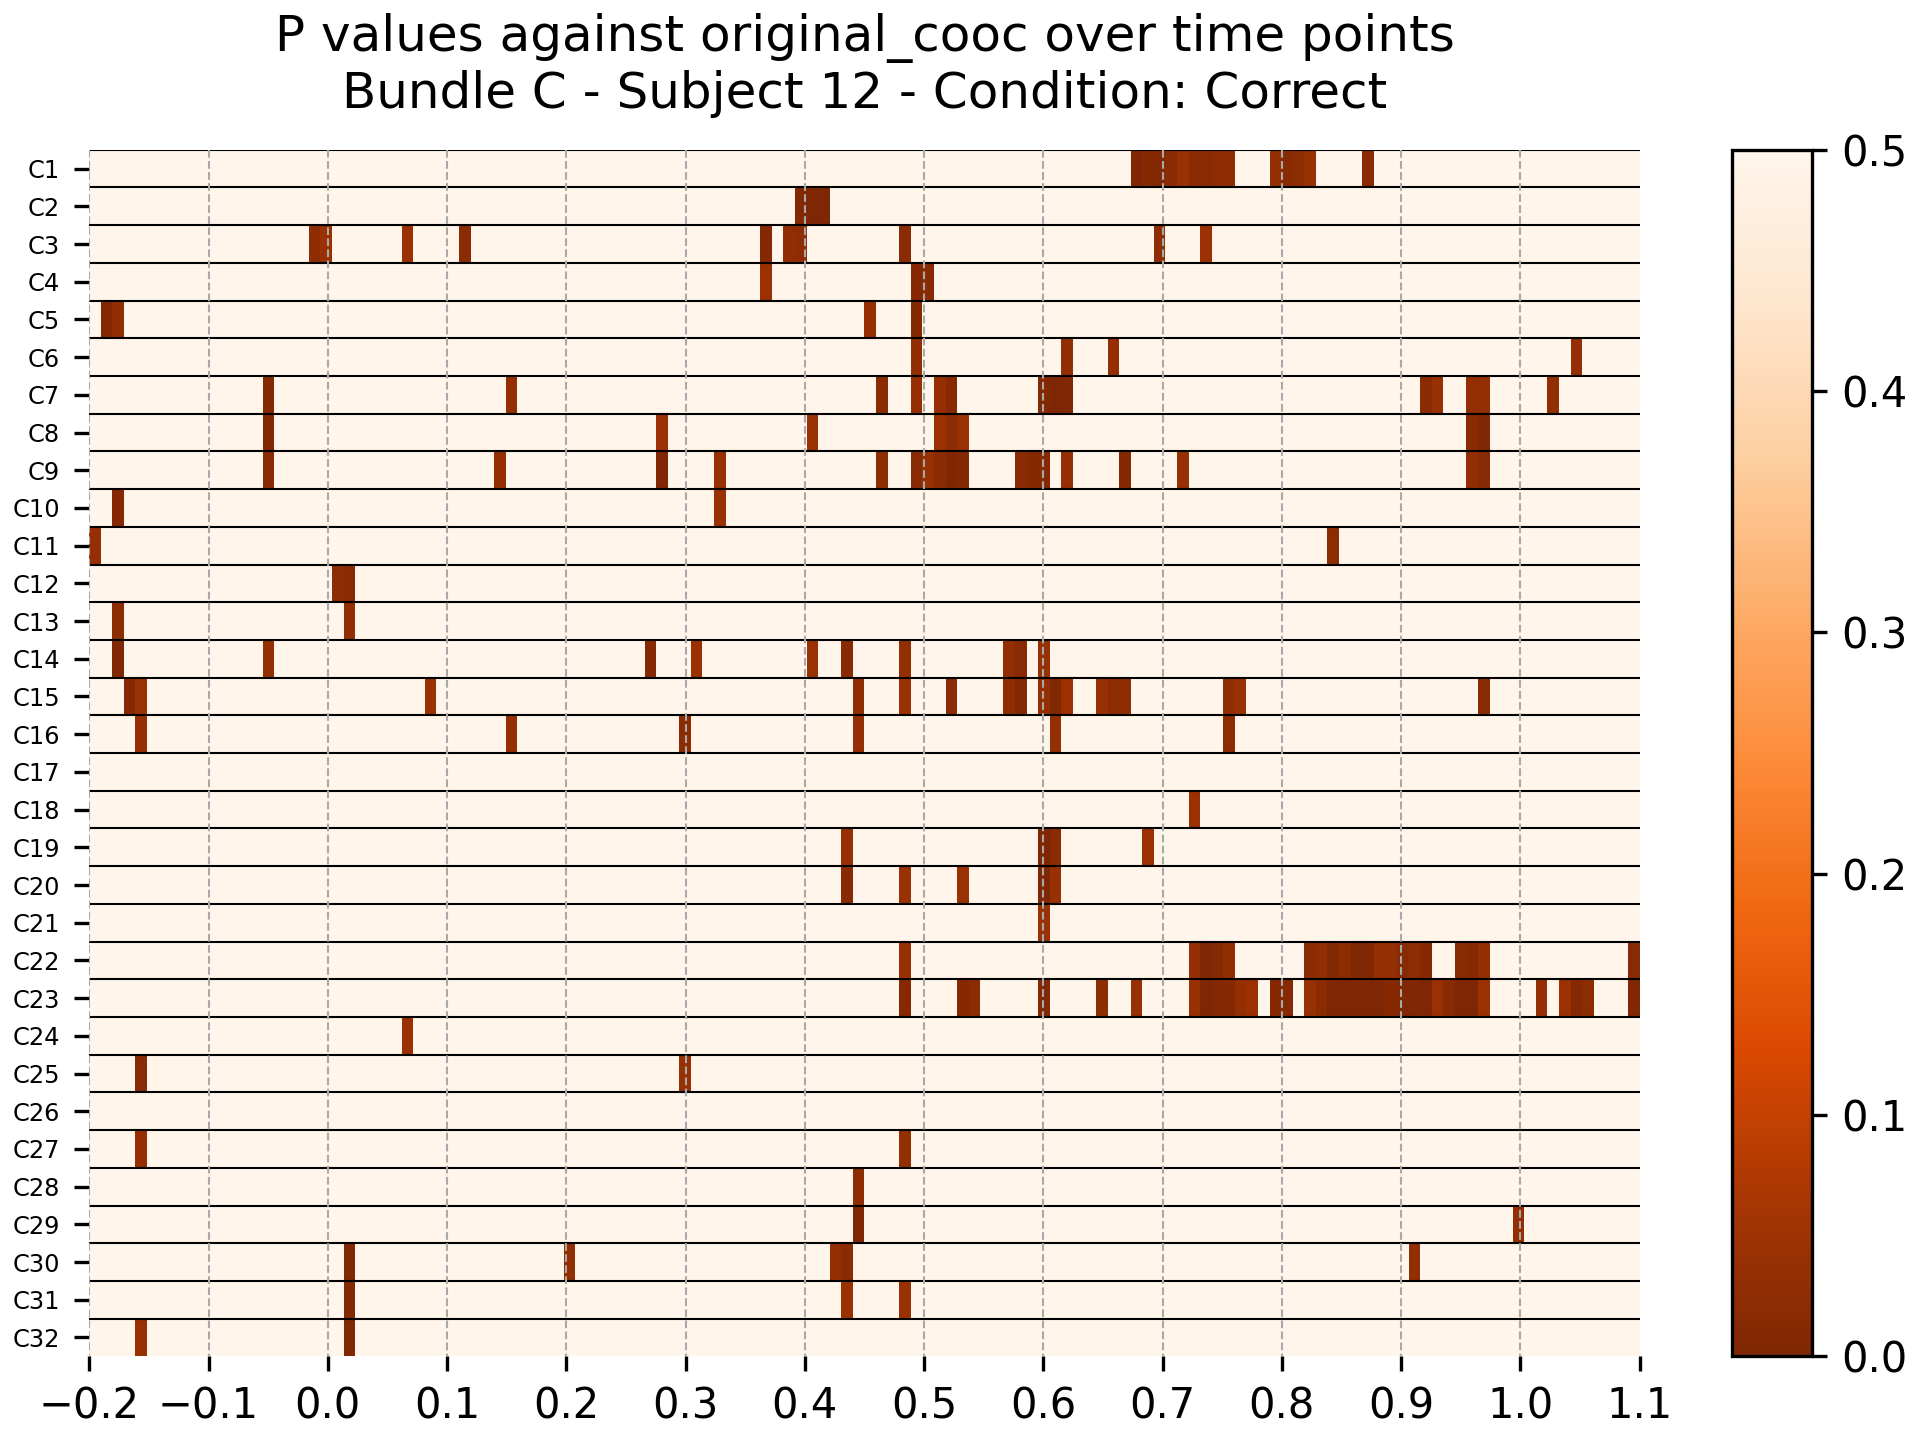 P values against original_cooc over time points
Bundle C - Subject 12 - Condition: Correct
C1
C2
C3
C4
C5
C6
C7
C8
C9
C10
C11
C12
C13
C14
C15
C16
C17
C18
C19
C20
C21
C22
C23
C24
C25
C26
C27
C28
C29
C30
C31
C32
−0.2 −0.1 0.0 0.1 0.2 0.3 0.4 0.5 0.6 0.7 0.8 0.9 1.0 1.1
0.5
0.4
0.3
0.2
0.1
0.0